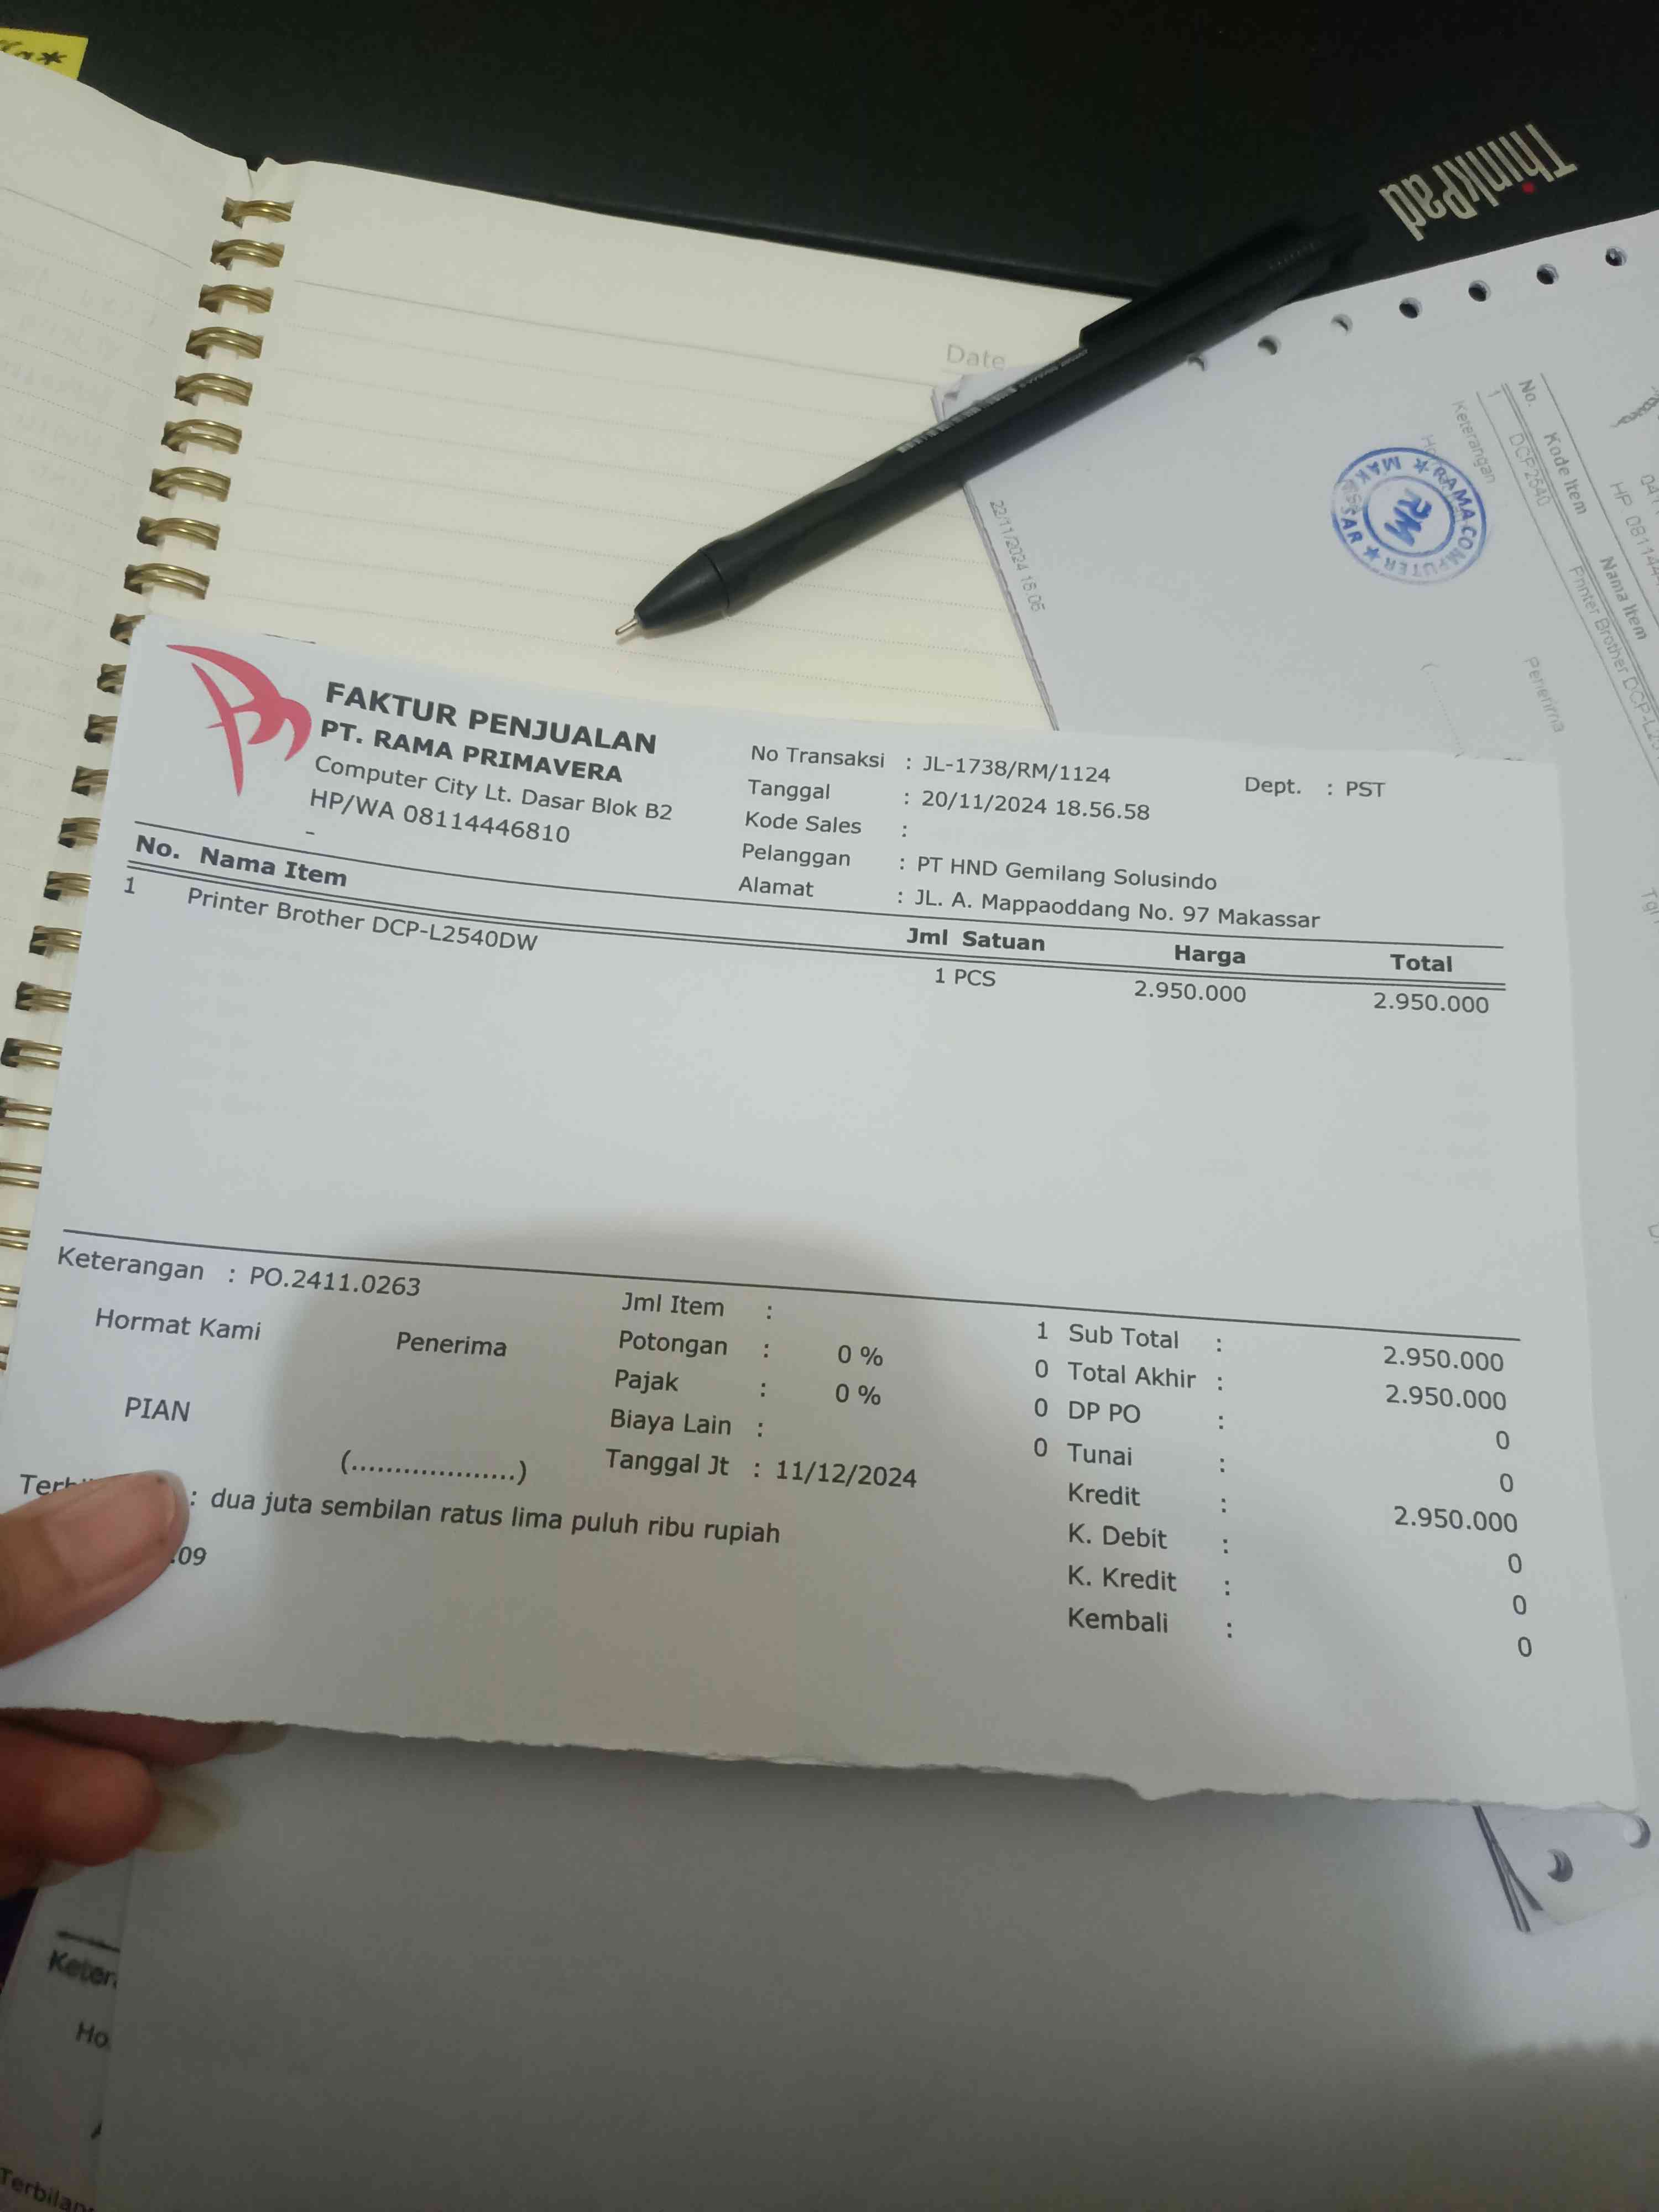 ThinkPad
Date
22/11/2024 16:06
RAMA COMPUTER
RM
No. Kode Item Nama Item
1 DCP2540 Printer Brother
Keterangan
Penerima
FAKTUR PENJUALAN
PT. RAMA PRIMAVERA
Computer City Lt. Dasar Blok B2
HP/WA 08114446810
-
No Transaksi : JL-1738/RM/1124 Dept. : PST
Tanggal : 20/11/2024 18.56.58
Kode Sales :
Pelanggan : PT HND Gemilang Solusindo
Alamat : JL. A. Mappaoddang No. 97 Makassar
No. Nama Item Jml Satuan Harga Total
1 Printer Brother DCP-L2540DW 1 PCS 2.950.000 2.950.000
Keterangan : PO.2411.0263
Hormat Kami Penerima
PIAN
(...................)
Jml Item : 1
Potongan : 0 % 0
Pajak : 0 % 0
Biaya Lain : 0
Tanggal Jt : 11/12/2024
Sub Total : 2.950.000
Total Akhir : 2.950.000
DP PO : 0
Tunai : 0
Kredit : 2.950.000
K. Debit : 0
K. Kredit : 0
Kembali : 0
: dua juta sembilan ratus lima puluh ribu rupiah
.09